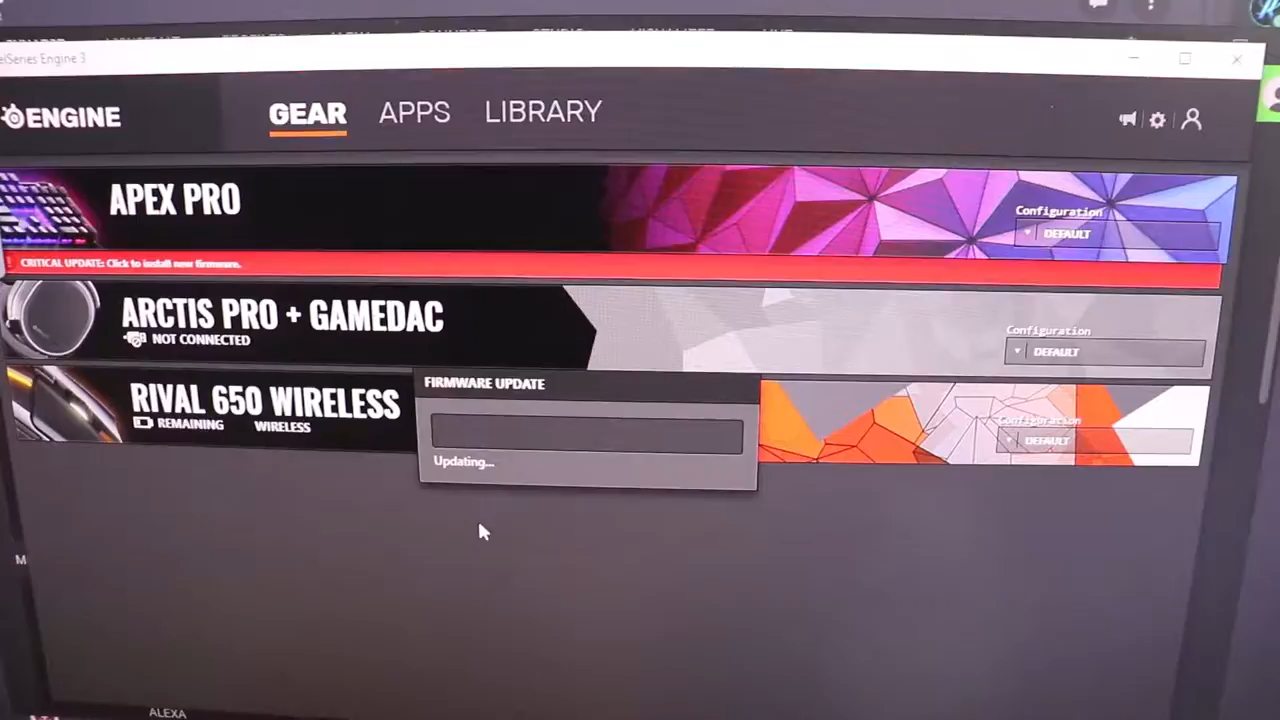 elSeries Engine 3
ENGINE
GEAR APPS LIBRARY
APEX PRO
Configuration
DEFAULT
CRITICAL UPDATE: Click to install new firmware.
ARCTIS PRO + GAMEDAC
NOT CONNECTED
Configuration
DEFAULT
FIRMWARE UPDATE
RIVAL 650 WIRELESS
REMAINING WIRELESS
Configuration
DEFAULT
Updating...
M
ALEXA